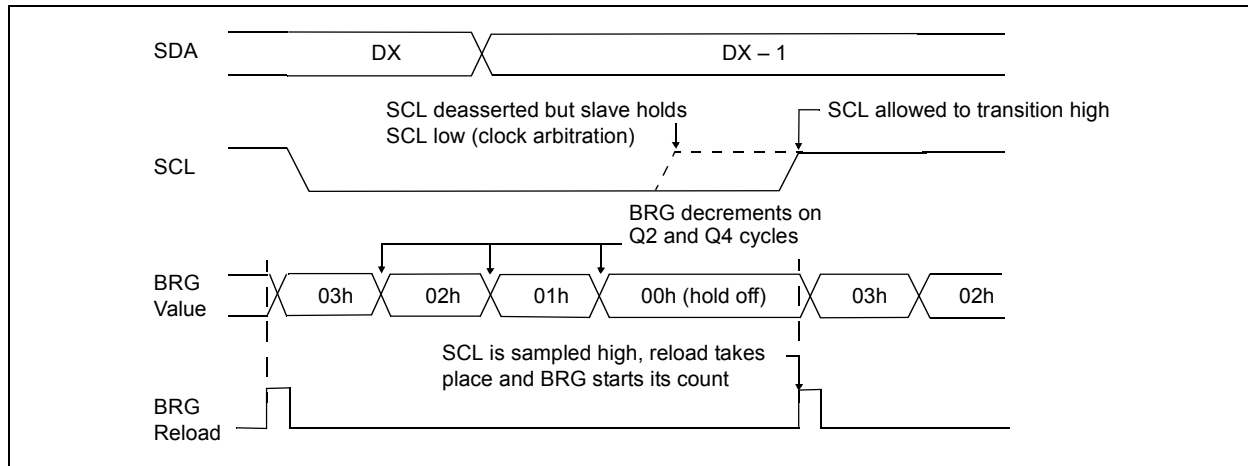 SDA
DX
DX – 1
SCL deasserted but slave holds
SCL low (clock arbitration)
SCL allowed to transition high
SCL
BRG decrements on
Q2 and Q4 cycles
BRG
Value
03h
02h
01h
00h (hold off)
03h
02h
SCL is sampled high, reload takes
place and BRG starts its count
BRG
Reload